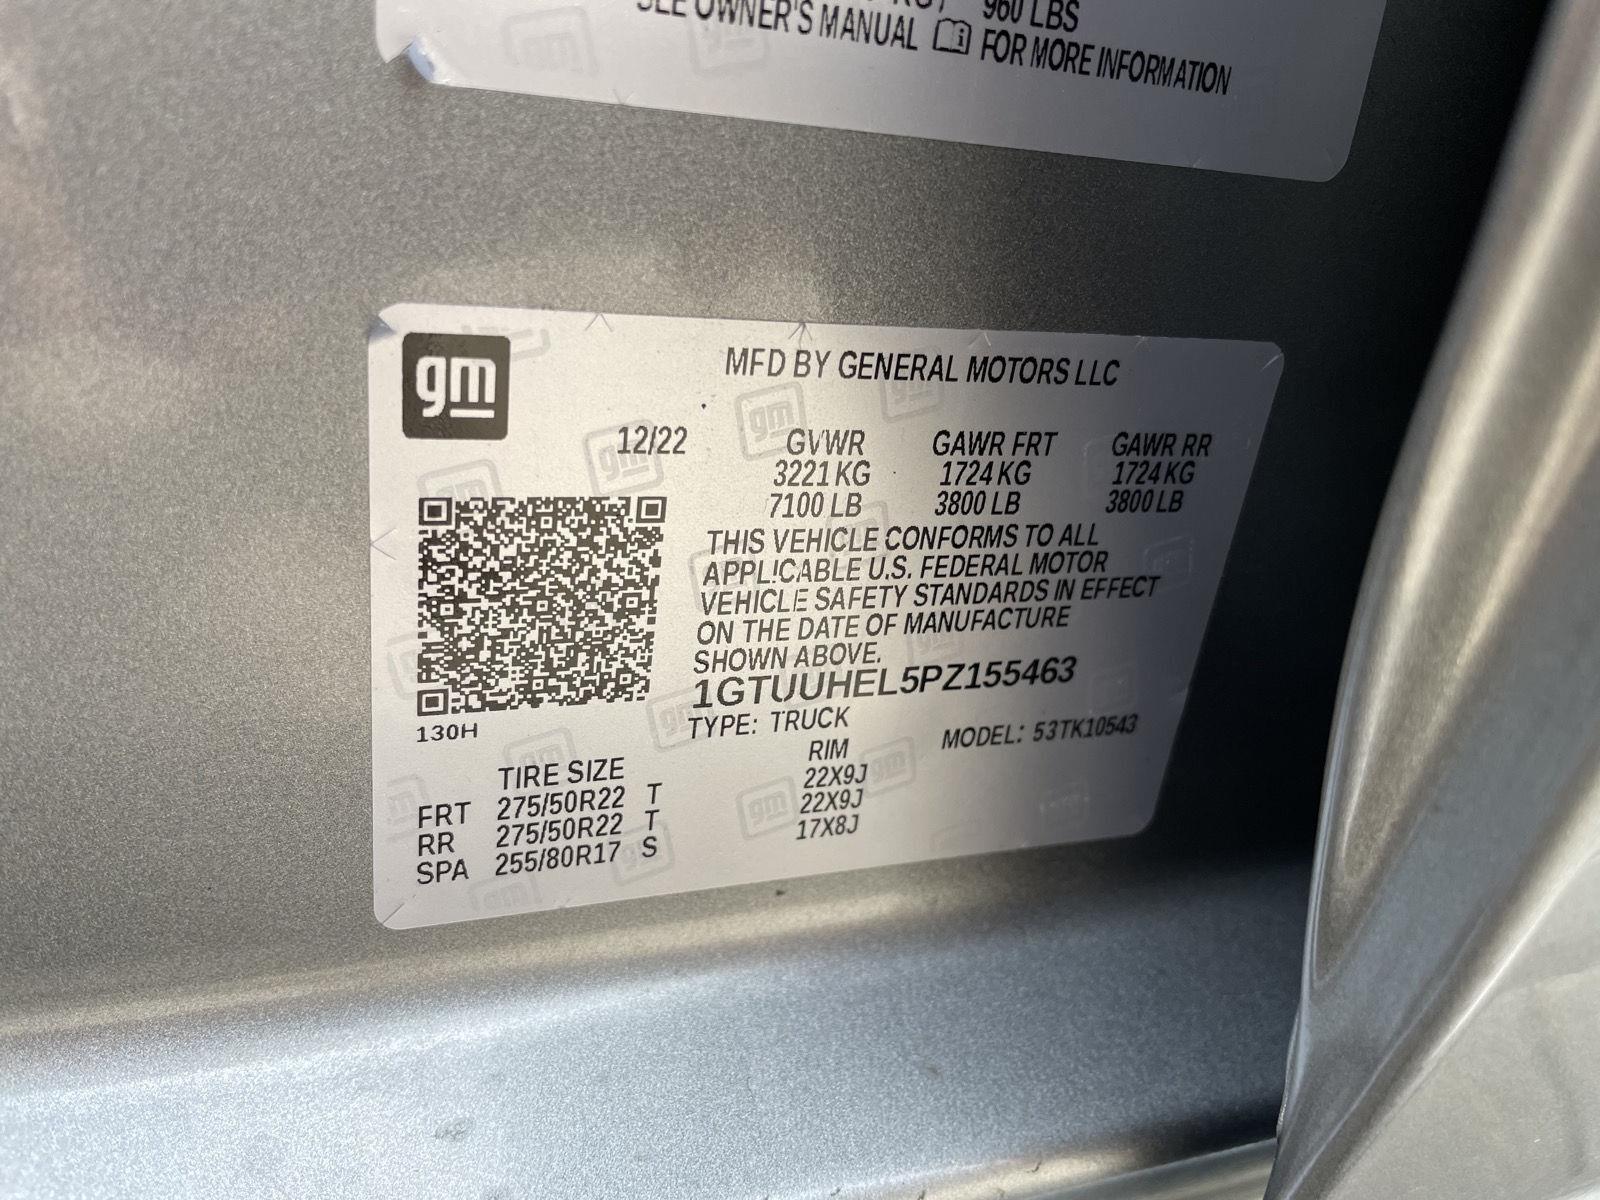 960 LBS
SEE OWNER'S MANUAL FOR MORE INFORMATION
gm
MFD BY GENERAL MOTORS LLC
12/22 GVWR GAWR FRT GAWR RR
3221 KG 1724 KG 1724 KG
7100 LB 3800 LB 3800 LB
THIS VEHICLE CONFORMS TO ALL
APPLICABLE U.S. FEDERAL MOTOR
VEHICLE SAFETY STANDARDS IN EFFECT
ON THE DATE OF MANUFACTURE
SHOWN ABOVE.
1GTUUHEL5PZ155463
130H
TYPE: TRUCK MODEL: 53TK10543
TIRE SIZE RIM
FRT 275/50R22 T 22X9J
RR 275/50R22 T 22X9J
SPA 255/80R17 S 17X8J